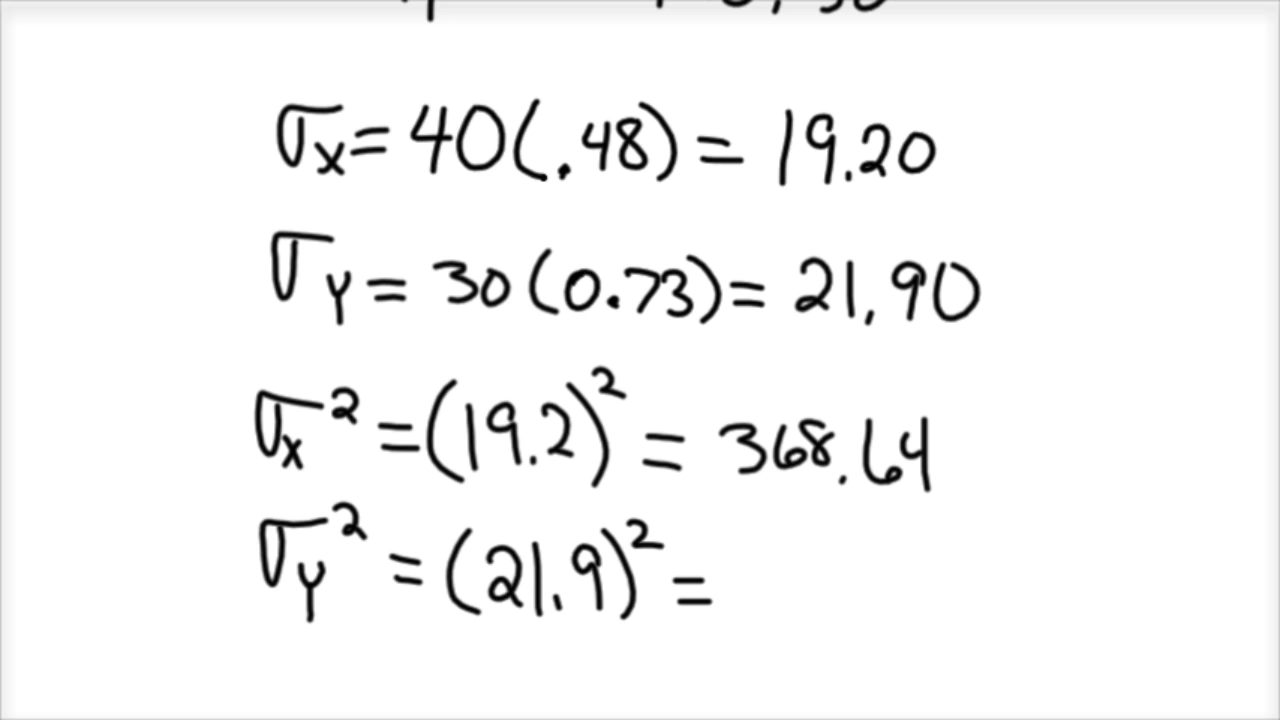 σx = 40(.48) = 19.20
σy = 30(0.73) = 21.90
σx² = (19.2)² = 368.64
σy² = (21.9)² =